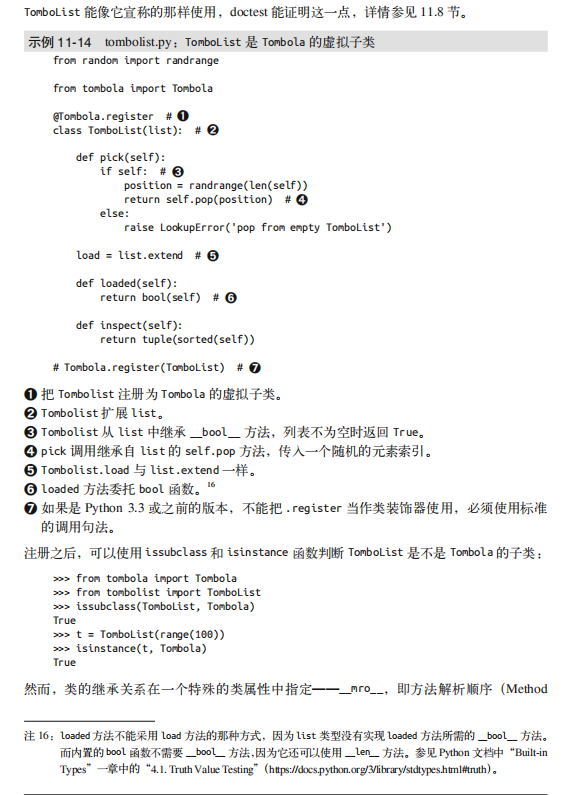 TomboList 能像它宣称的那样使用，doctest 能证明这一点，详情参见 11.8 节。
示例 11-14 tombolist.py：TomboList 是 Tombola 的虚拟子类
from random import randrange
from tombola import Tombola
@Tombola.register # ❶
class TomboList(list): # ❷
def pick(self):
if self: # ❸
position = randrange(len(self))
return self.pop(position) # ❹
else:
raise LookupError('pop from empty TomboList')
load = list.extend # ❺
def loaded(self):
return bool(self) # ❻
def inspect(self):
return tuple(sorted(self))
# Tombola.register(TomboList) # ❼
❶ 把 Tombolist 注册为 Tombola 的虚拟子类。
❷ Tombolist 扩展 list。
❸ Tombolist 从 list 中继承 __bool__ 方法，列表不为空时返回 True。
❹ pick 调用继承自 list 的 self.pop 方法，传入一个随机的元素索引。
❺ Tombolist.load 与 list.extend 一样。
❻ loaded 方法委托 bool 函数。16
❼ 如果是 Python 3.3 或之前的版本，不能把 .register 当作类装饰器使用，必须使用标准
的调用句法。
注册之后，可以使用 issubclass 和 isinstance 函数判断 TomboList 是不是 Tombola 的子类：
>>> from tombola import Tombola
>>> from tombolist import TomboList
>>> issubclass(TomboList, Tombola)
True
>>> t = TomboList(range(100))
>>> isinstance(t, Tombola)
True
然而，类的继承关系在一个特殊的类属性中指定——__mro__，即方法解析顺序（Method
注 16：loaded 方法不能采用 load 方法的那种方式，因为 list 类型没有实现 loaded 方法所需的 __bool__ 方法。
而内置的 bool 函数不需要 __bool__ 方法，因为它还可以使用 __len__ 方法。参见 Python 文档中“Built-in
Types”一章中的“4.1. Truth Value Testing”（https://docs.python.org/3/library/stdtypes.html#truth）。